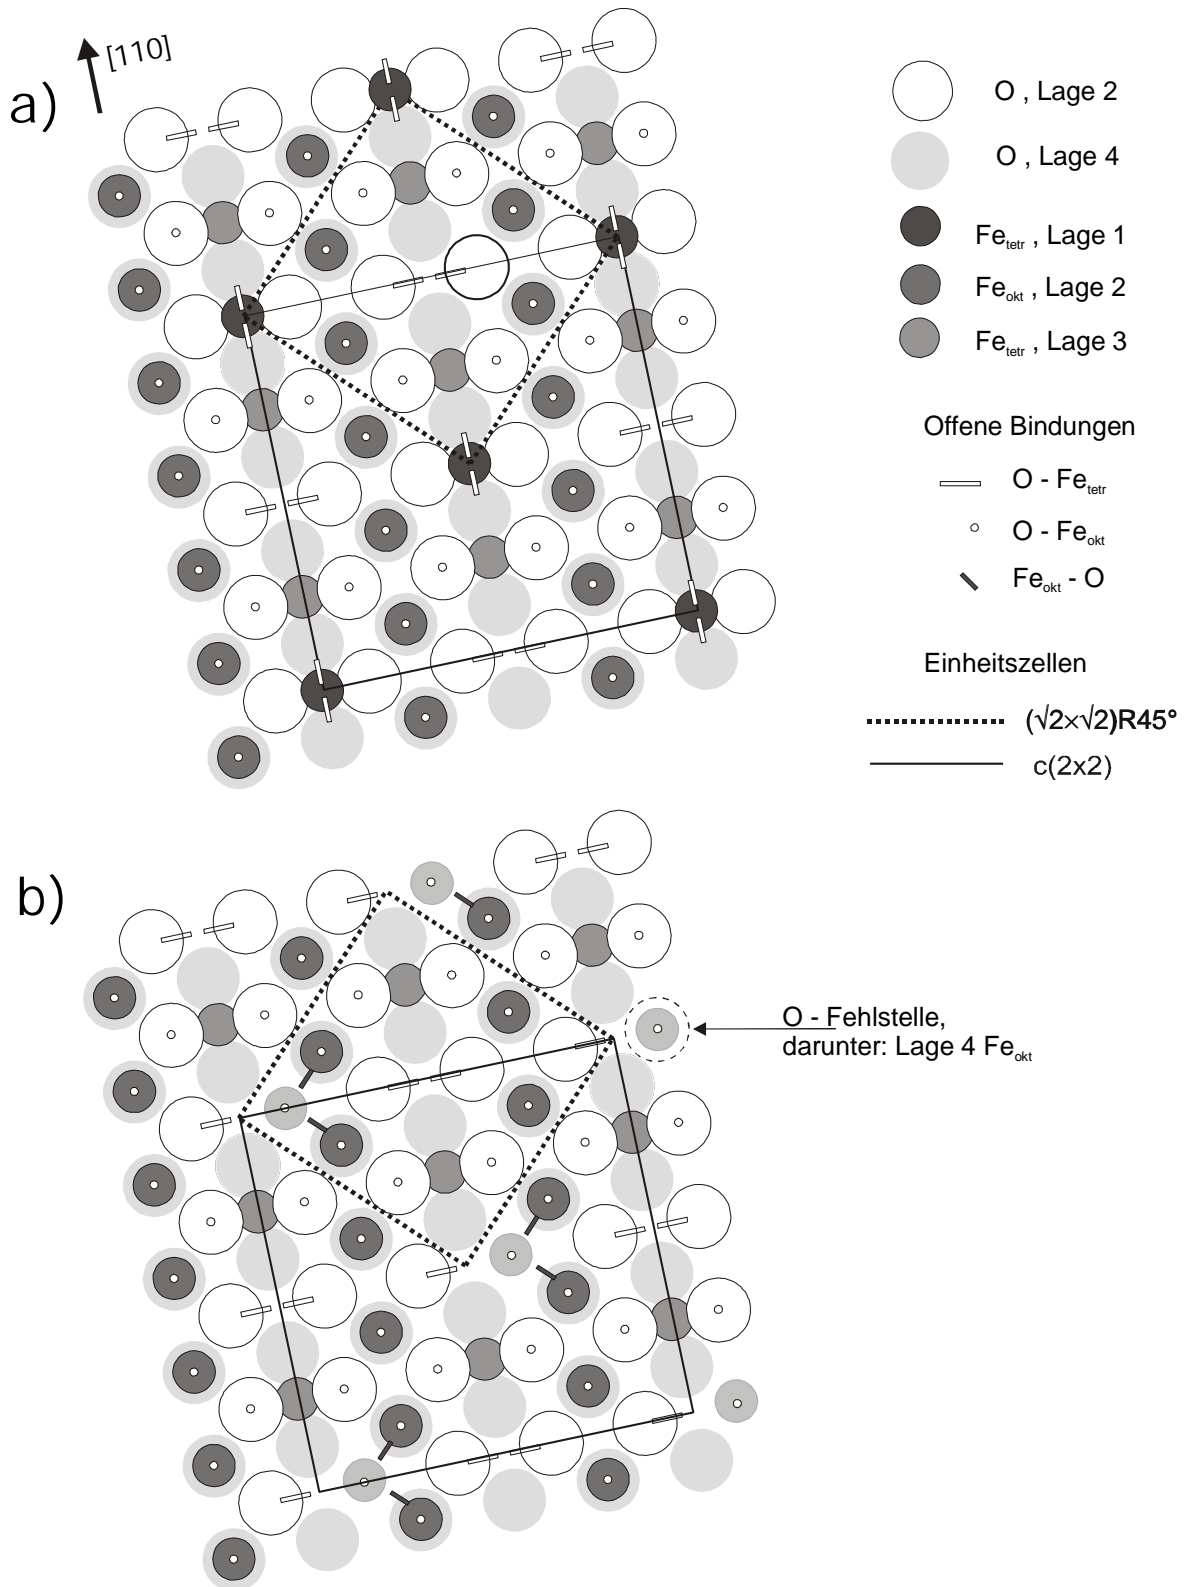 [110]
a)
O , Lage 2
O , Lage 4
Fe_tetr , Lage 1
Fe_okt , Lage 2
Fe_tetr , Lage 3
Offene Bindungen
O - Fe_tetr
O - Fe_okt
Fe_okt - O
Einheitszellen
(√2×√2)R45°
c(2x2)
b)
O - Fehlstelle,
darunter: Lage 4 Fe_okt